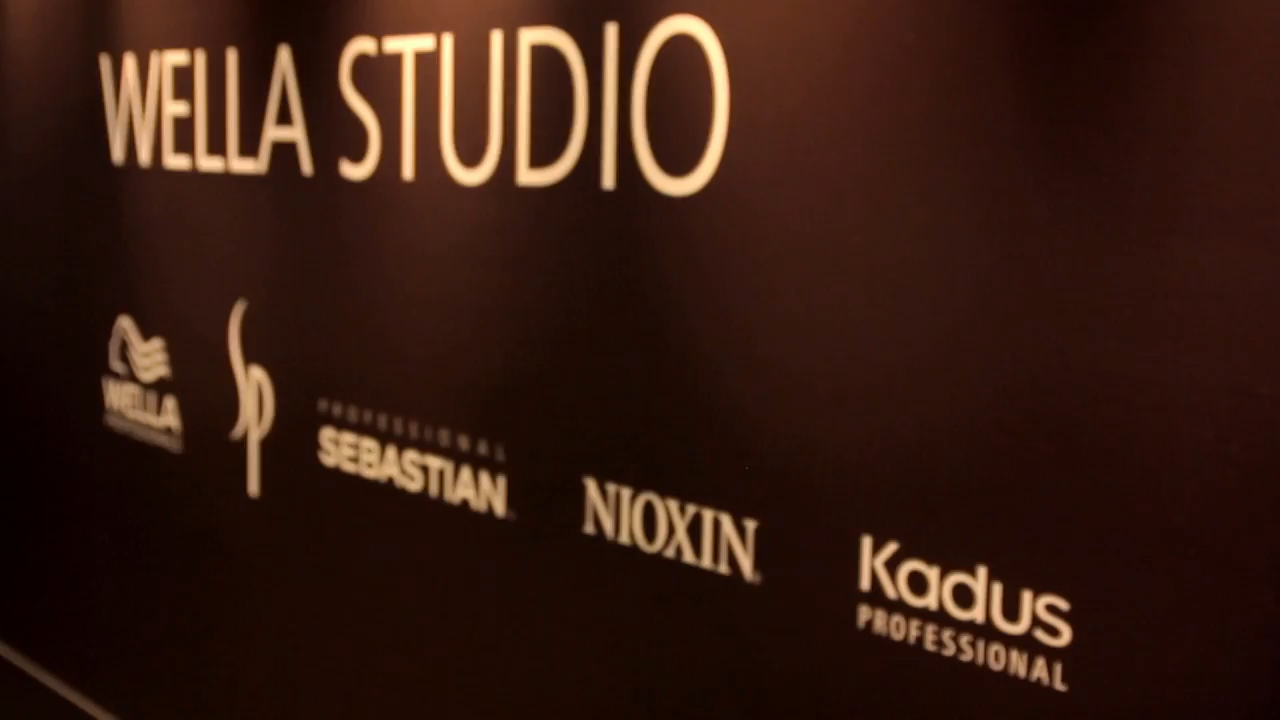 WELLA STUDIO
WELLA
Sp
PROFESSIONAL
SEBASTIAN
NIOXIN
Kadus
PROFESSIONAL